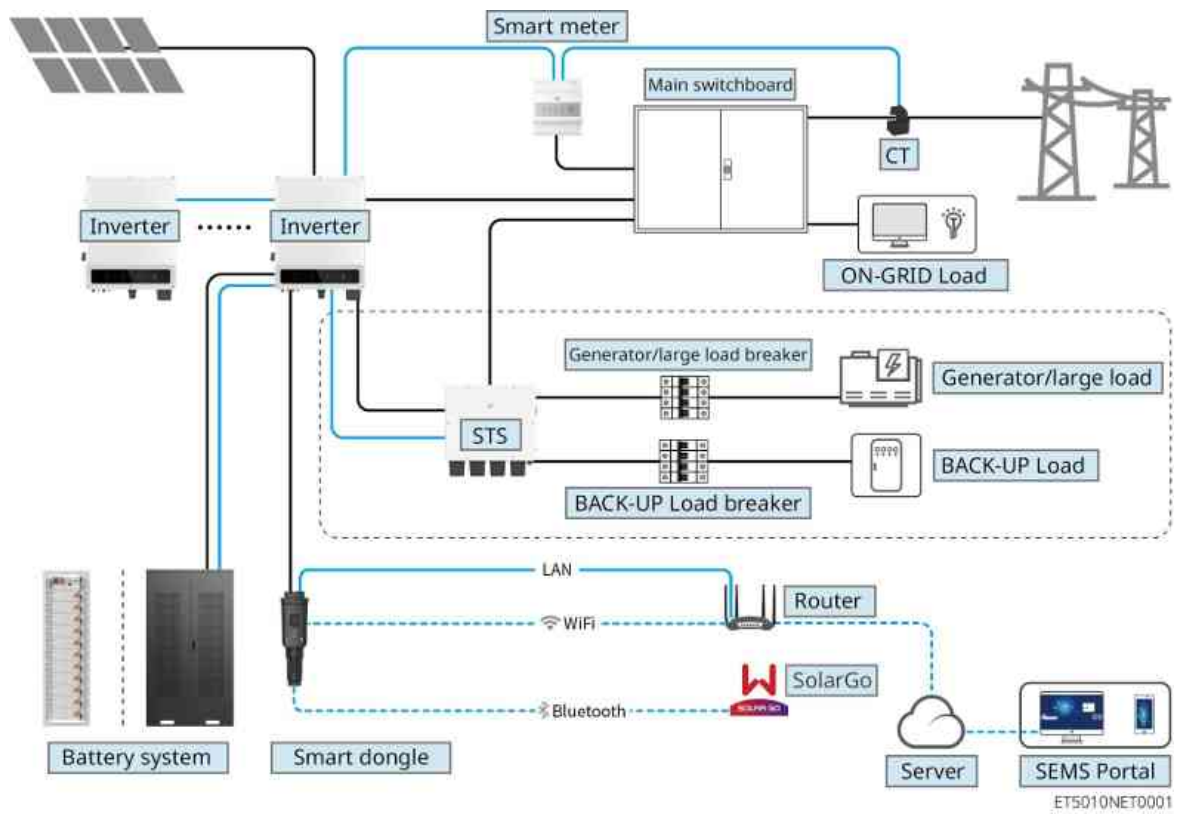 Smart meter
Main switchboard
CT
Inverter
Inverter
ON-GRID Load
Generator/large load breaker
Generator/large load
STS
BACK-UP Load
BACK-UP Load breaker
LAN
Router
WiFi
SolarGo
SOLAR GO
Bluetooth
Battery system
Smart dongle
Server
SEMS Portal
ET5010NET0001